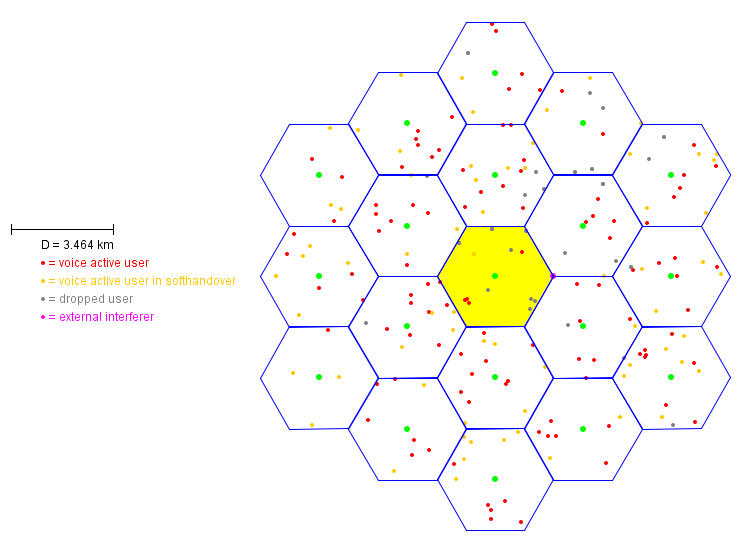 D = 3.464 km
= voice active user
= voice active user in softhandover
= dropped user
= external interferer